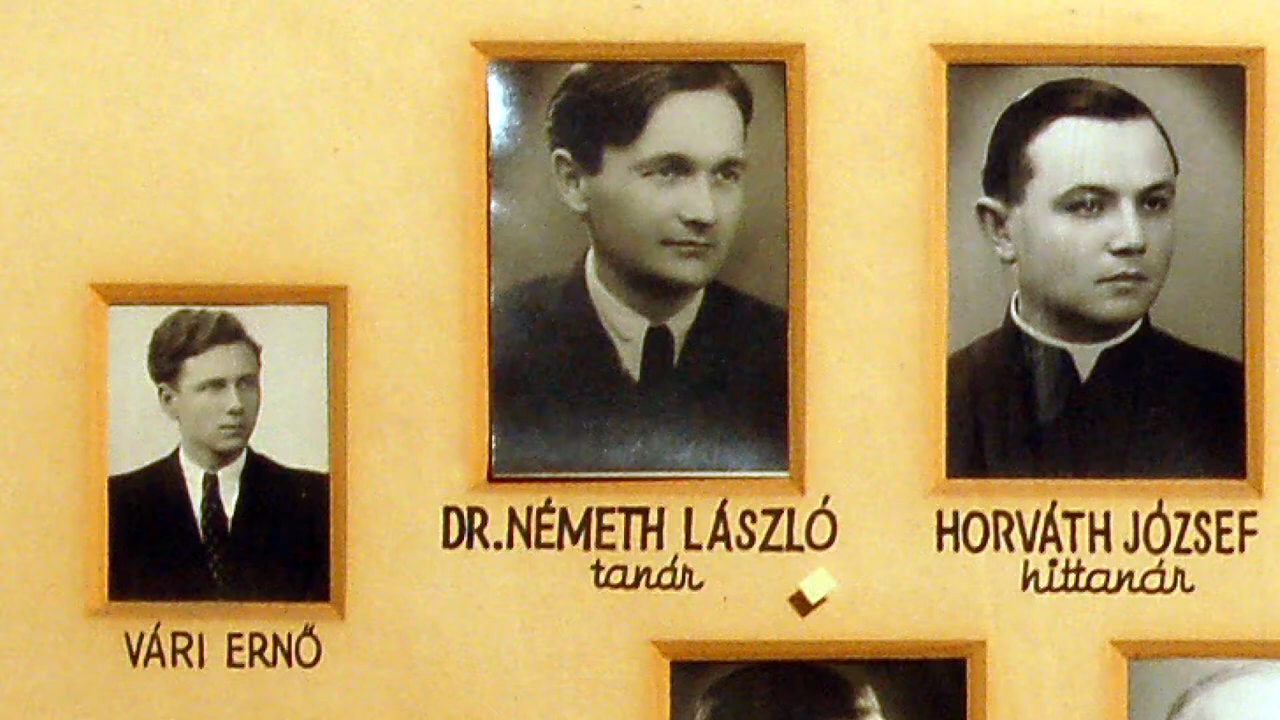 DR. NÉMETH LÁSZLÓ
tanár
HORVÁTH JÓZSEF
hittanár
VÁRI ERNŐ